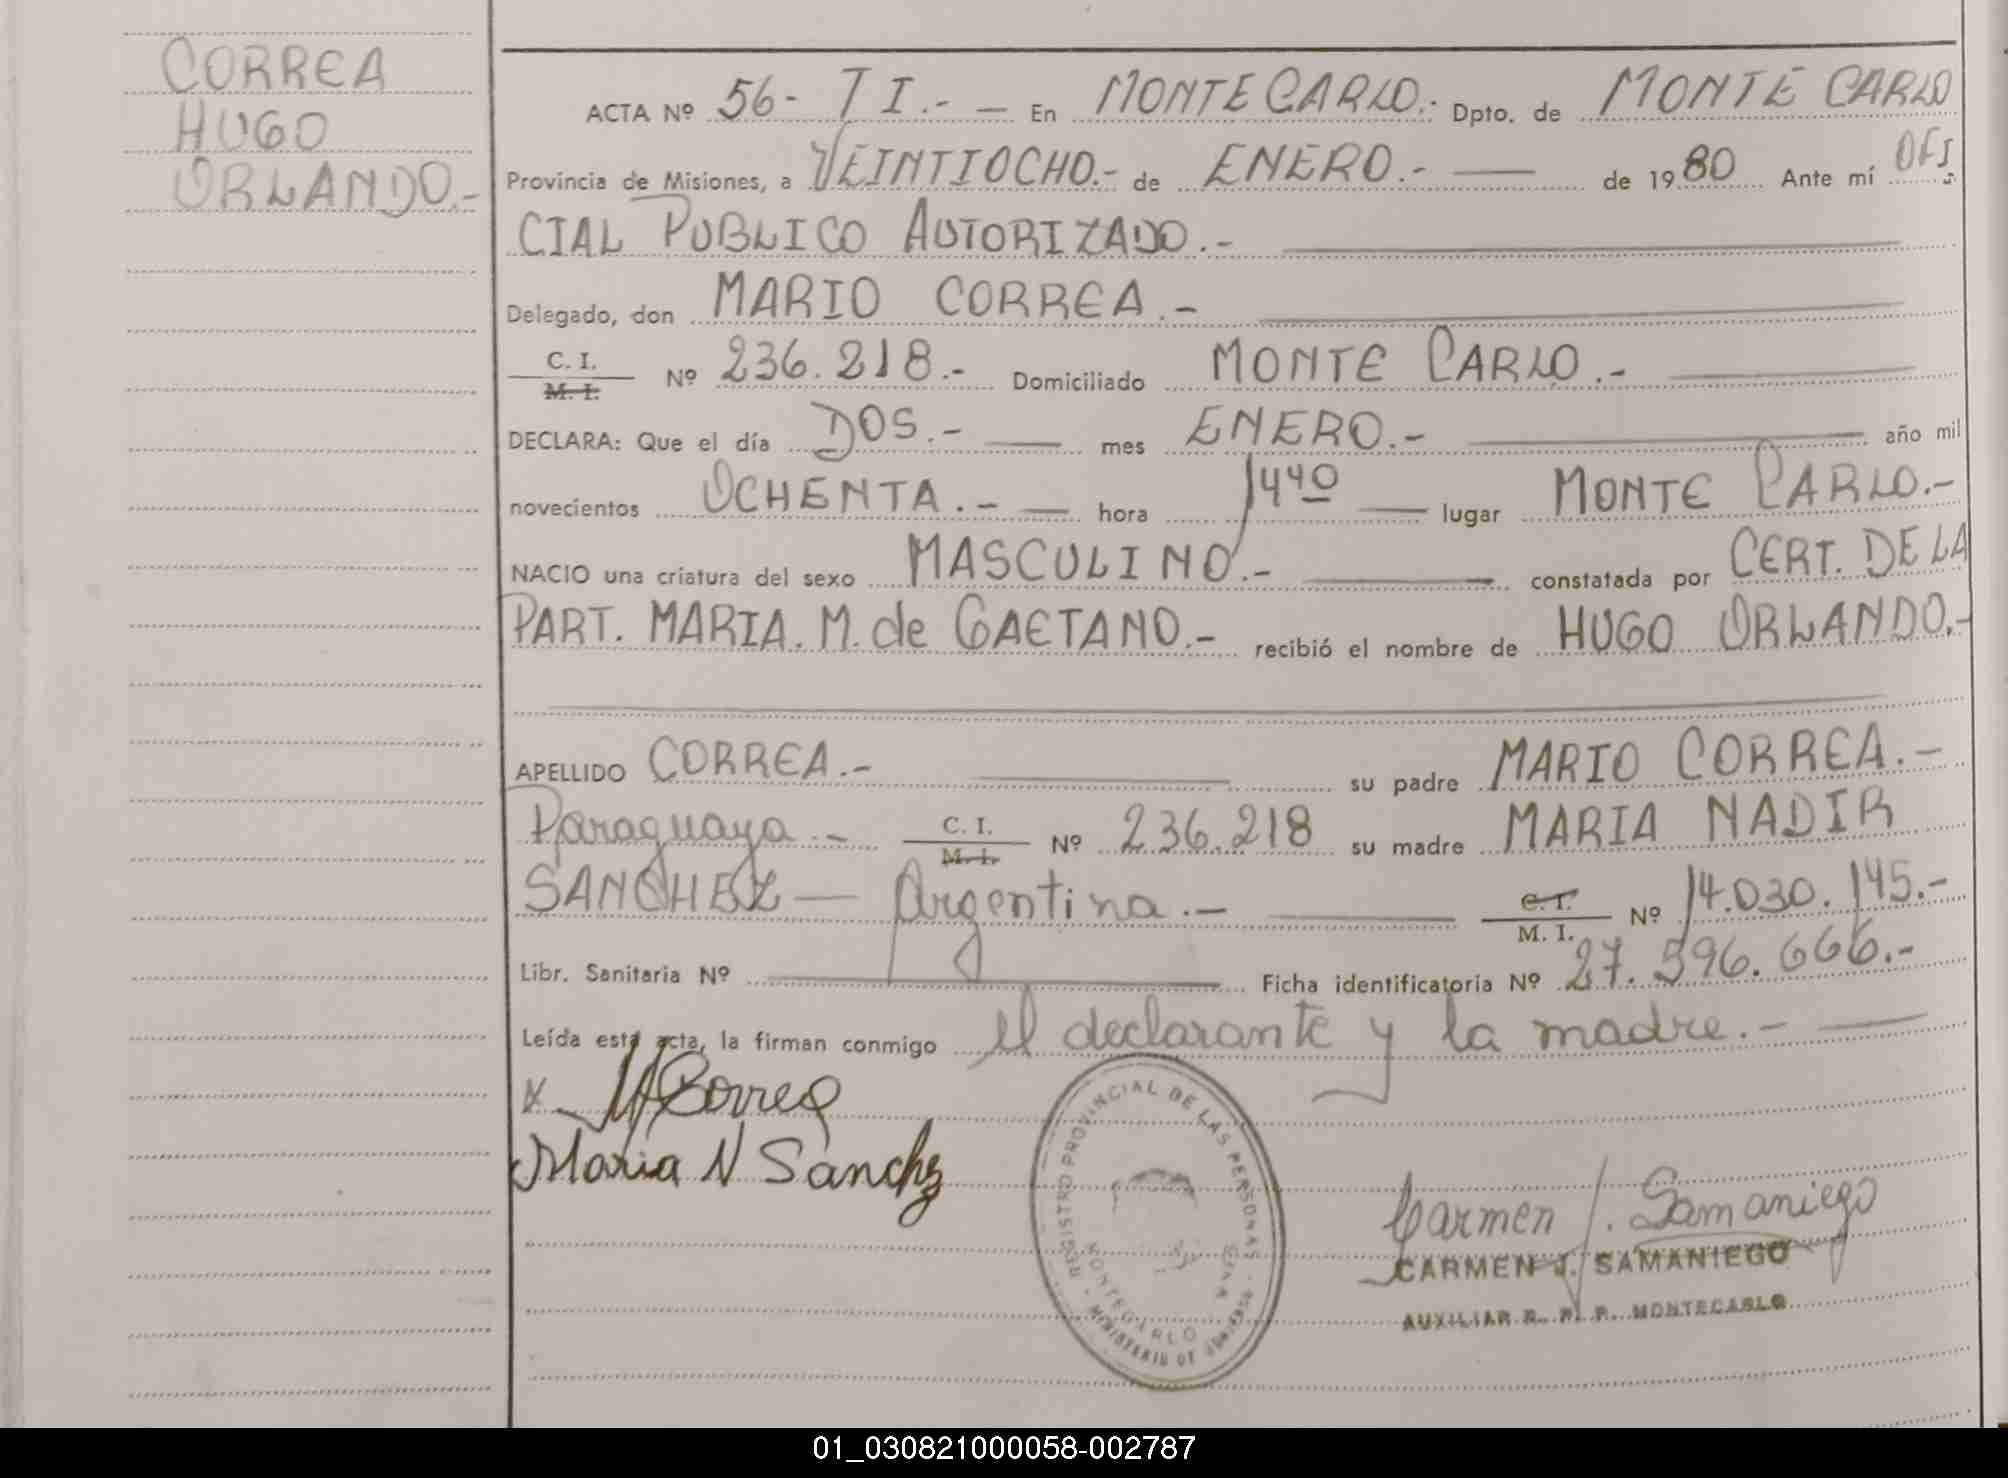 CORREA
HUGO
ORLANDO.-
ACTA Nº 56- T I.- — En MONTECARLO.- Dpto. de MONTE CARLO
Provincia de Misiones, a VEINTIOCHO.- de ENERO.- — de 1980 Ante mí OFI
CIAL PUBLICO AUTORIZADO.-
Delegado, don MARIO CORREA.-
C. I.
M. I.
Nº 236.218.- Domiciliado MONTE CARLO.-
DECLARA: Que el día DOS.- — mes ENERO.- — año mil
novecientos OCHENTA.- — hora 1440 — lugar MONTE CARLO.-
NACIO una criatura del sexo MASCULINO.- — constatada por CERT. DE LA
PART. MARIA. M. de GAETANO.- recibió el nombre de HUGO ORLANDO.-
APELLIDO CORREA.- — su padre MARIO CORREA.-
Paraguaya.- C. I. M. I. Nº 236.218 su madre MARIA NADIR
SANCHEZ — Argentina.- — C. I. M. I. Nº 14.030.145.-
Libr. Sanitaria Nº — Ficha identificatoria Nº 27.596.666.-
Leída esta acta, la firman conmigo el declarante y la madre.- —
x M Correa
Maria N Sanchz
REGISTRO PROVINCIAL DE LAS PERSONAS
MONTECARLO
MINISTERIO DE GOBIERNO
Carmen J. Samaniego
CARMEN J. SAMANIEGO
AUXILIAR R. P. P. MONTECARLO
01_030821000058-002787